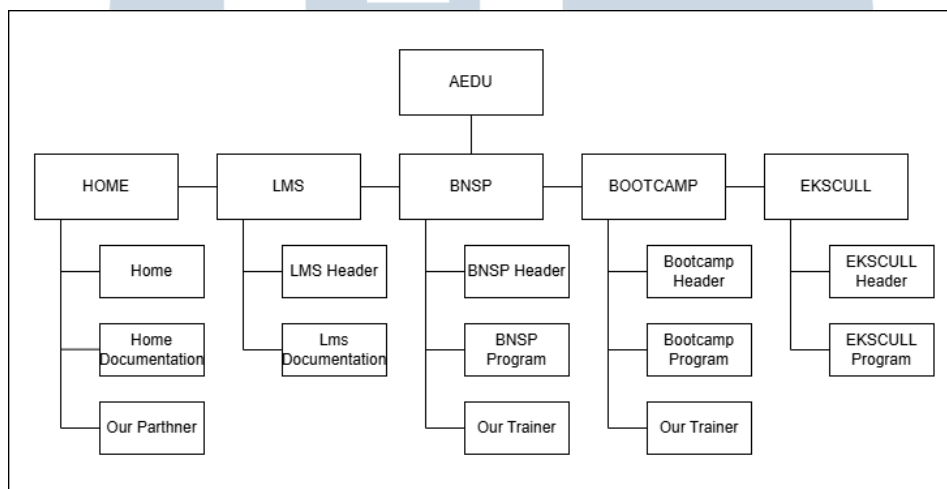 AEDU
HOME
LMS
BNSP
BOOTCAMP
EKSCULL
Home
LMS Header
BNSP Header
Bootcamp
Header
EKSCULL
Header
Home
Documentation
Lms
Documentation
BNSP
Program
Bootcamp
Program
EKSCULL
Program
Our Parthner
Our Trainer
Our Trainer